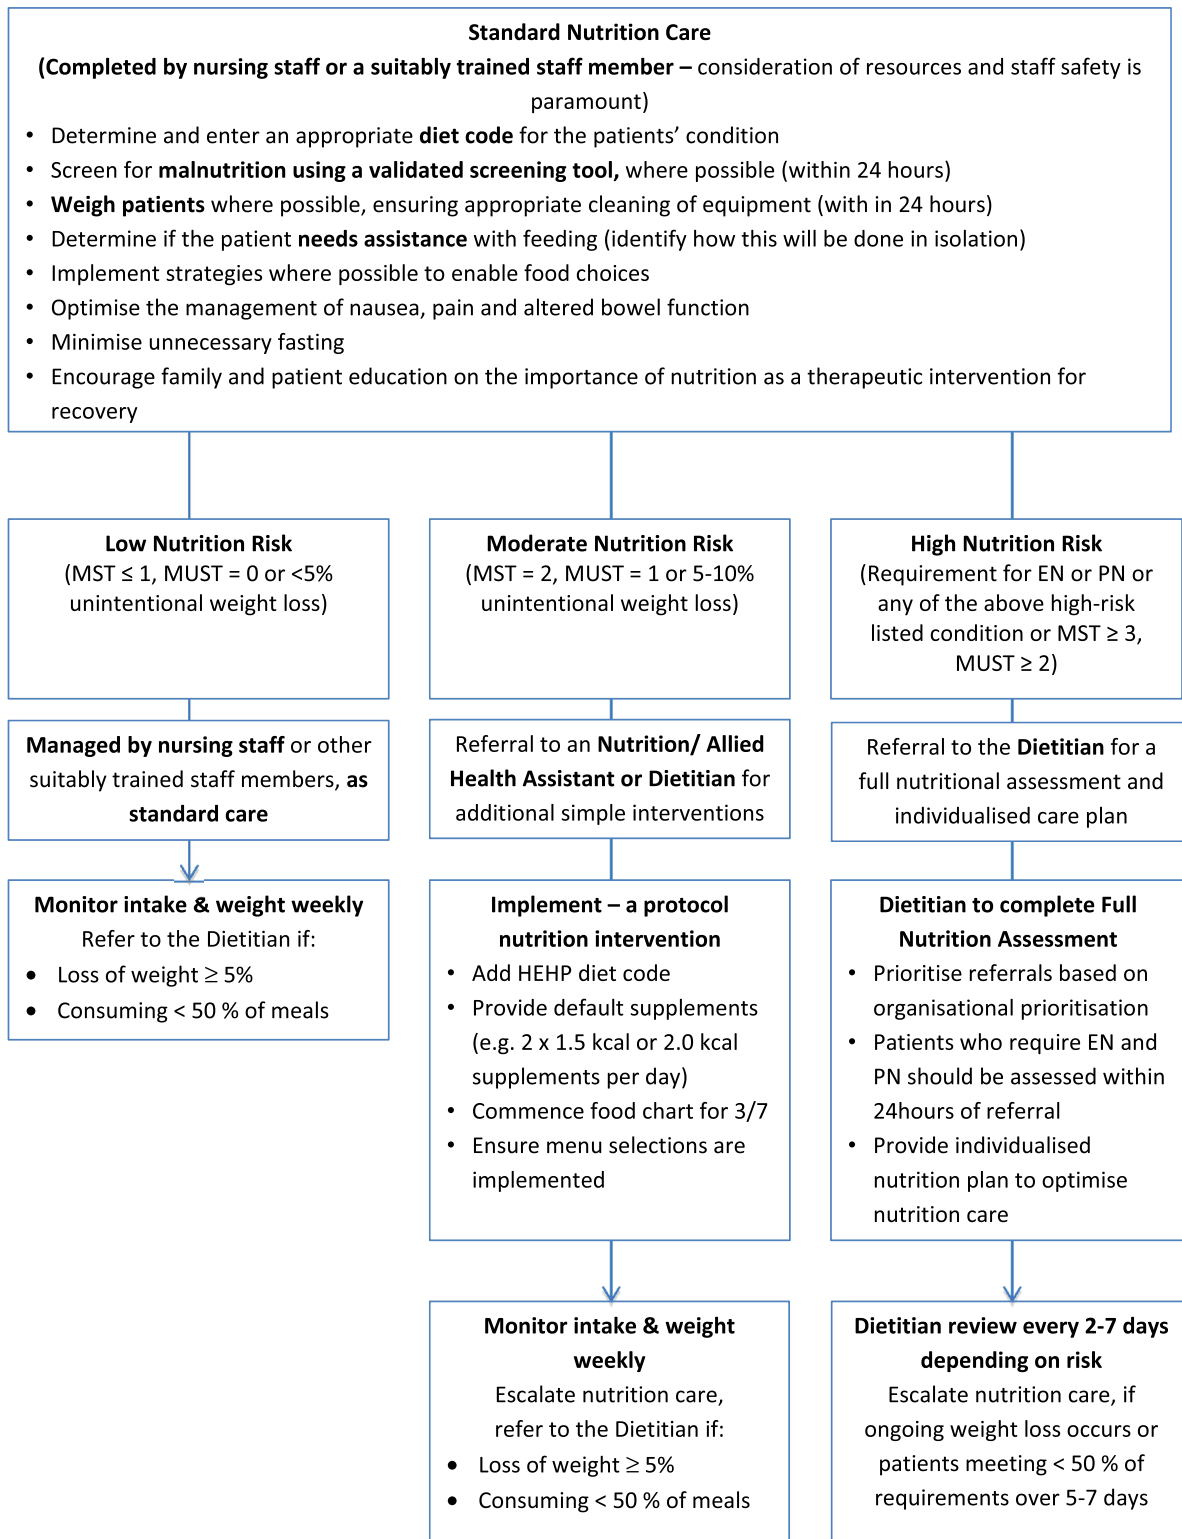 Standard Nutrition Care
(Completed by nursing staff or a suitably trained staff member – consideration of resources and staff safety is
paramount)
• Determine and enter an appropriate diet code for the patients’ condition
• Screen for malnutrition using a validated screening tool, where possible (within 24 hours)
• Weigh patients where possible, ensuring appropriate cleaning of equipment (with in 24 hours)
• Determine if the patient needs assistance with feeding (identify how this will be done in isolation)
• Implement strategies where possible to enable food choices
• Optimise the management of nausea, pain and altered bowel function
• Minimise unnecessary fasting
• Encourage family and patient education on the importance of nutrition as a therapeutic intervention for
recovery
Low Nutrition Risk
(MST ≤ 1, MUST = 0 or <5%
unintentional weight loss)
Managed by nursing staff or other
suitably trained staff members, as
standard care
Monitor intake & weight weekly
Refer to the Dietitian if:
• Loss of weight ≥ 5%
• Consuming < 50 % of meals
Moderate Nutrition Risk
(MST = 2, MUST = 1 or 5-10%
unintentional weight loss)
Referral to an Nutrition/ Allied
Health Assistant or Dietitian for
additional simple interventions
Implement – a protocol
nutrition intervention
• Add HEHP diet code
• Provide default supplements
(e.g. 2 x 1.5 kcal or 2.0 kcal
supplements per day)
• Commence food chart for 3/7
• Ensure menu selections are
implemented
Monitor intake & weight
weekly
Escalate nutrition care,
refer to the Dietitian if:
• Loss of weight ≥ 5%
• Consuming < 50 % of meals
High Nutrition Risk
(Requirement for EN or PN or
any of the above high-risk
listed condition or MST ≥ 3,
MUST ≥ 2)
Referral to the Dietitian for a
full nutritional assessment and
individualised care plan
Dietitian to complete Full
Nutrition Assessment
• Prioritise referrals based on
organisational prioritisation
• Patients who require EN and
PN should be assessed within
24hours of referral
• Provide individualised
nutrition plan to optimise
nutrition care
Dietitian review every 2-7 days
depending on risk
Escalate nutrition care, if
ongoing weight loss occurs or
patients meeting < 50 % of
requirements over 5-7 days